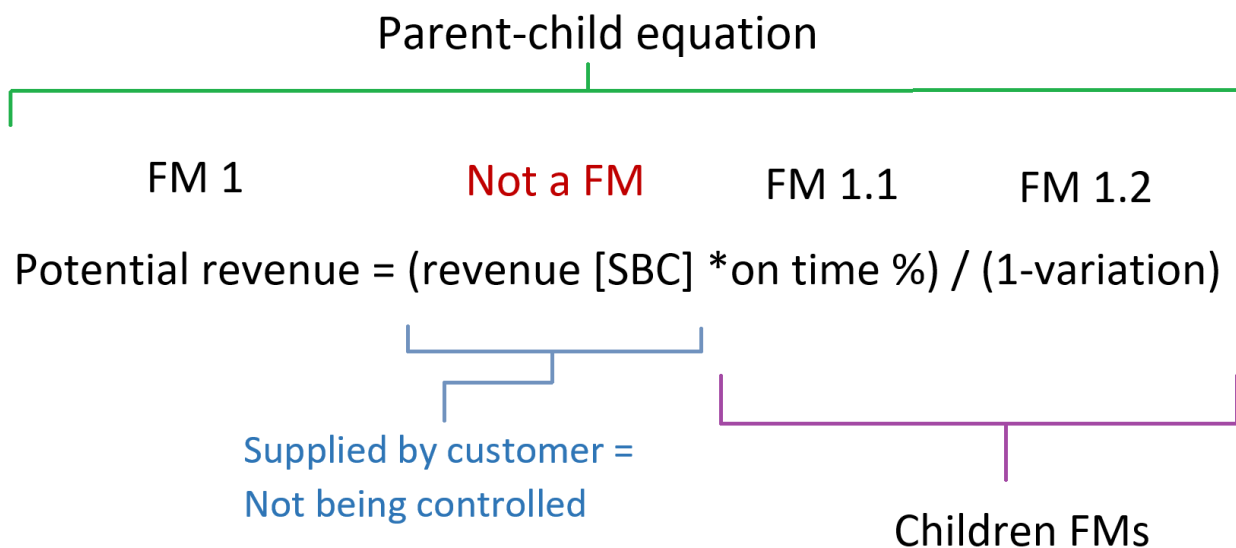 Parent-child equation
FM 1 Not a FM FM 1.1 FM 1.2
Potential revenue = (revenue [SBC] *on time %) / (1-variation)
Supplied by customer =
Not being controlled
Children FMs